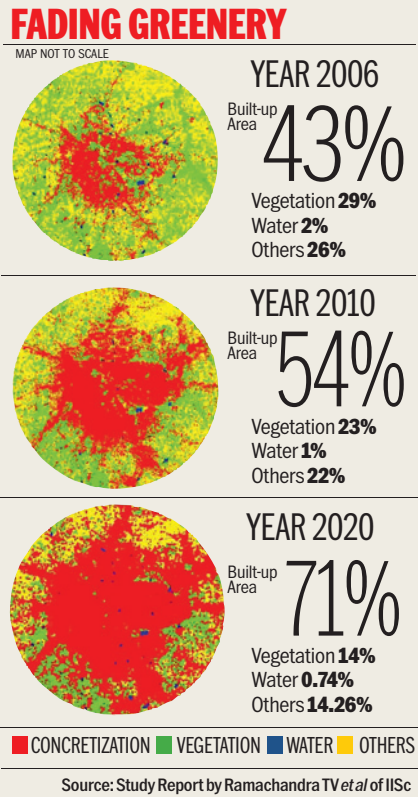 FADING GREENERY
MAP NOT TO SCALE
YEAR 2006
Built-up
Area
43%
Vegetation 29%
Water 2%
Others 26%
YEAR 2010
Built-up
Area
54%
Vegetation 23%
Water 1%
Others 22%
YEAR 2020
Built-up
Area
71%
Vegetation 14%
Water 0.74%
Others 14.26%
CONCRETIZATION VEGETATION WATER OTHERS
Source: Study Report by Ramachandra TV et al of IISc